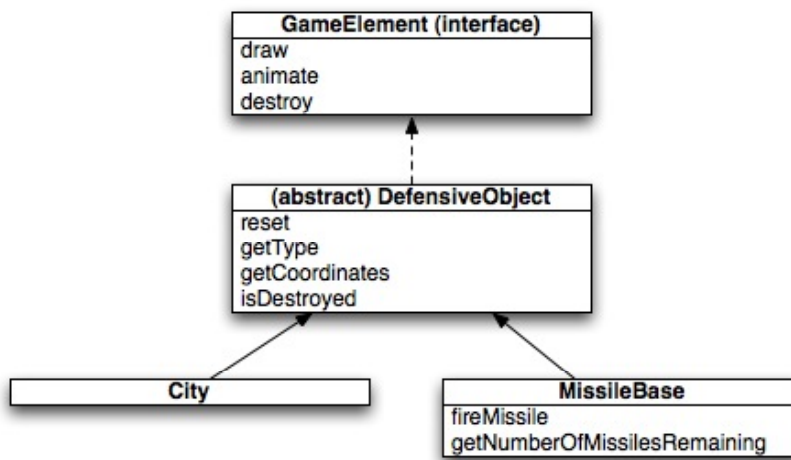 GameElement (interface)
draw
animate
destroy
(abstract) DefensiveObject
reset
getType
getCoordinates
isDestroyed
City
MissileBase
fireMissile
getNumberOfMissilesRemaining